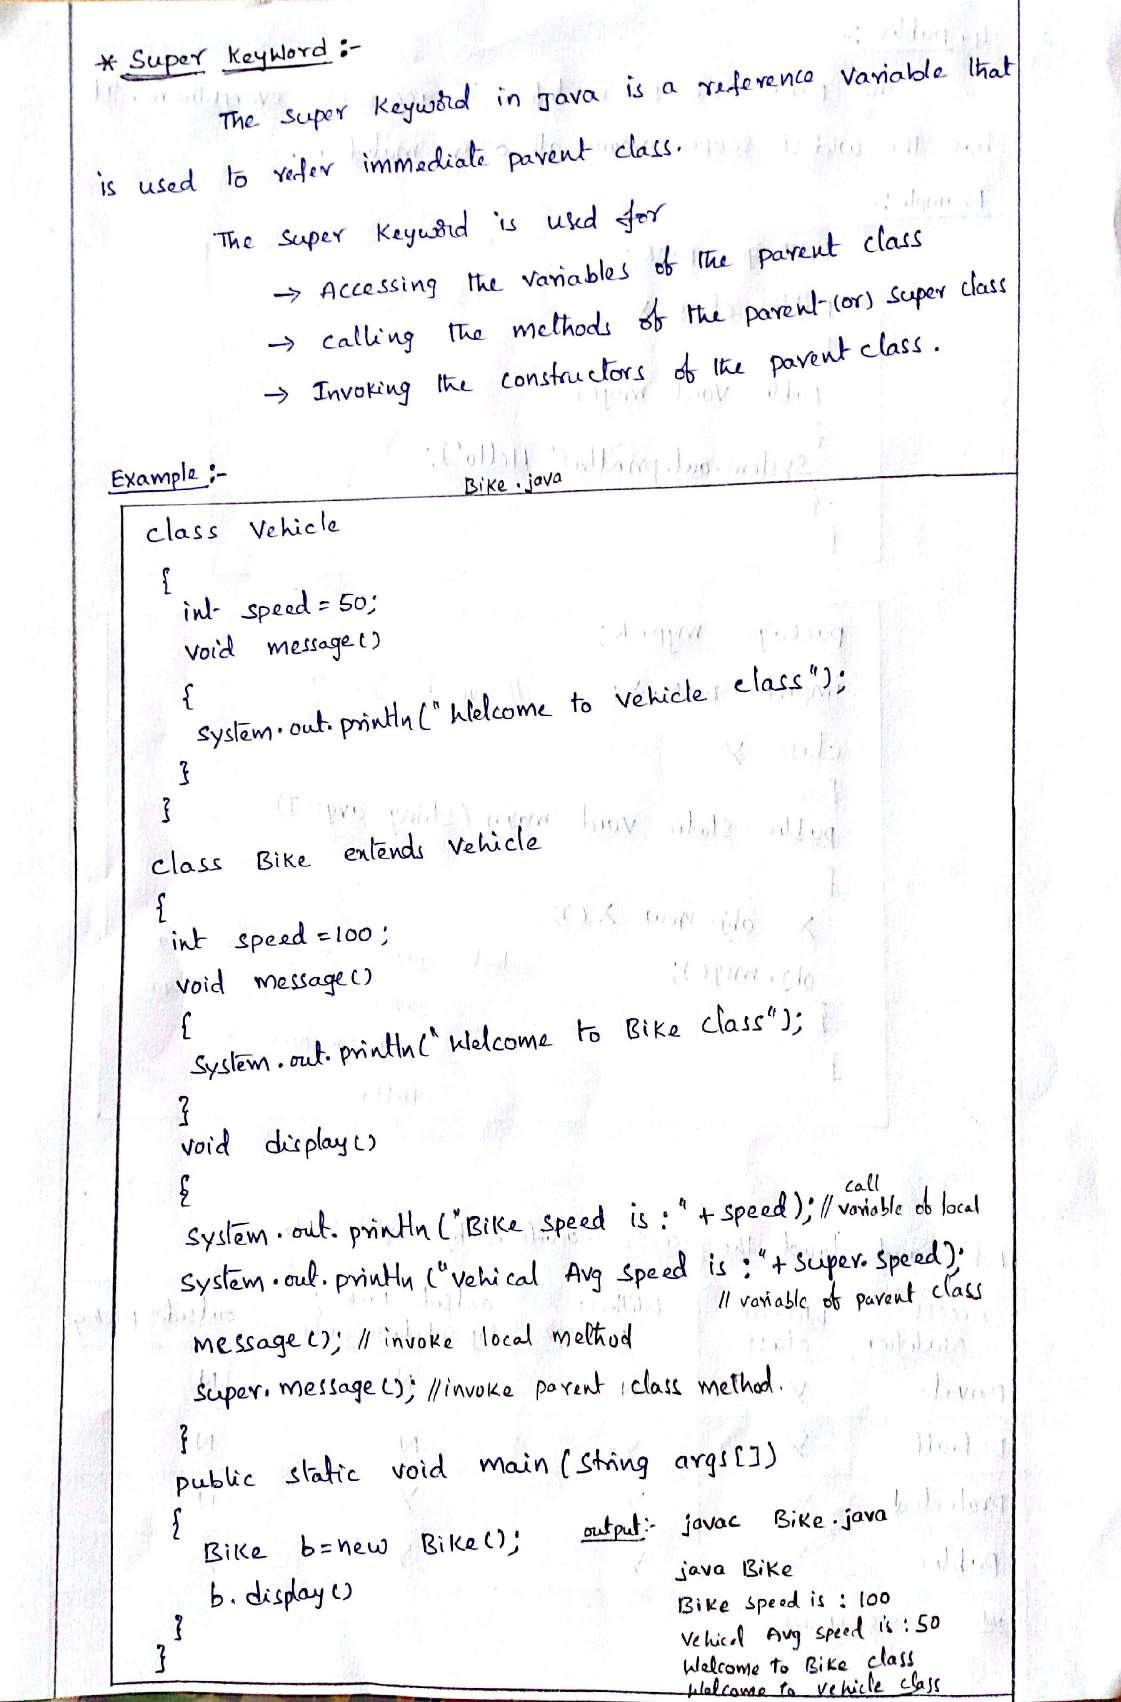 * Super Keyword :-
The super Keyword in Java is a reference variable that
is used to refer immediate parent class.
The super Keyword is used for
→ Accessing the variables of the parent class
→ calling the methods of the parent (or) super class
→ Invoking the constructors of the parent class.
Example :-
Bike.java
class Vehicle
{
int speed = 50;
void message()
{
System.out.println("Welcome to vehicle class");
}
}
class Bike extends Vehicle
{
int speed = 100;
void message()
{
System.out.println("Welcome to Bike class");
}
void display()
{
call
System.out.println("Bike speed is :" + speed); // variable of local
System.out.println("vehical Avg speed is :" + super.speed);
// variable of parent class
message(); // invoke local method
super.message(); //invoke parent class method.
}
public static void main (String args[])
{
output:- javac Bike.java
Bike b=new Bike();
java Bike
b.display()
Bike speed is : 100
}
Vehical Avg speed is : 50
}
Welcome to Bike class
Welcome to vehicle class